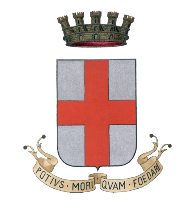 POTIVS · MORI QVAM · FOEDARI